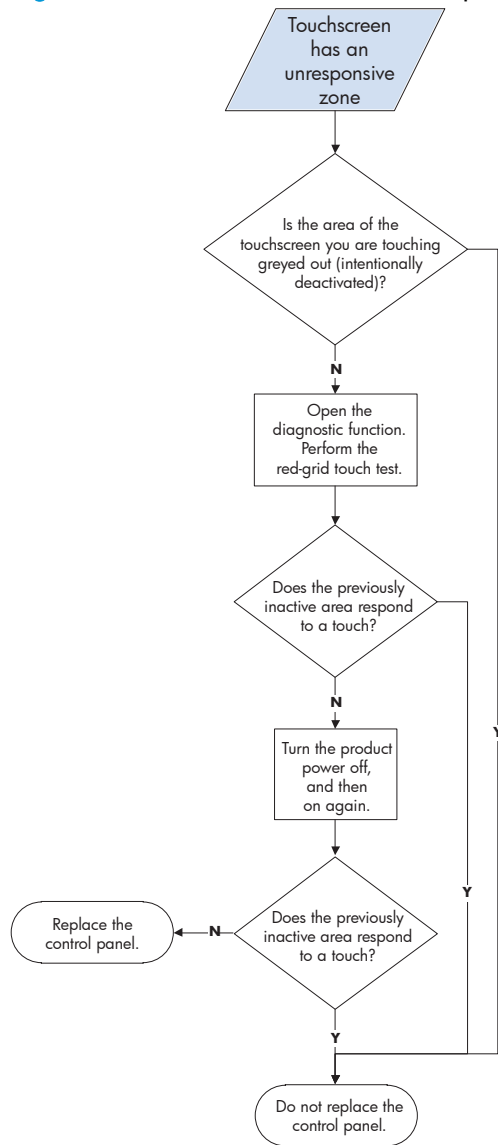 Touchscreen
has an
unresponsive
zone
Is the area of the
touchscreen you are touching
greyed out (intentionally
deactivated)?
N
Open the
diagnostic function.
Perform the
red-grid touch test.
Does the previously
inactive area respond
to a touch?
N
Y
Turn the product
power off,
and then
on again.
Y
Does the previously
inactive area respond
to a touch?
N
Replace the
control panel.
Y
Do not replace the
control panel.